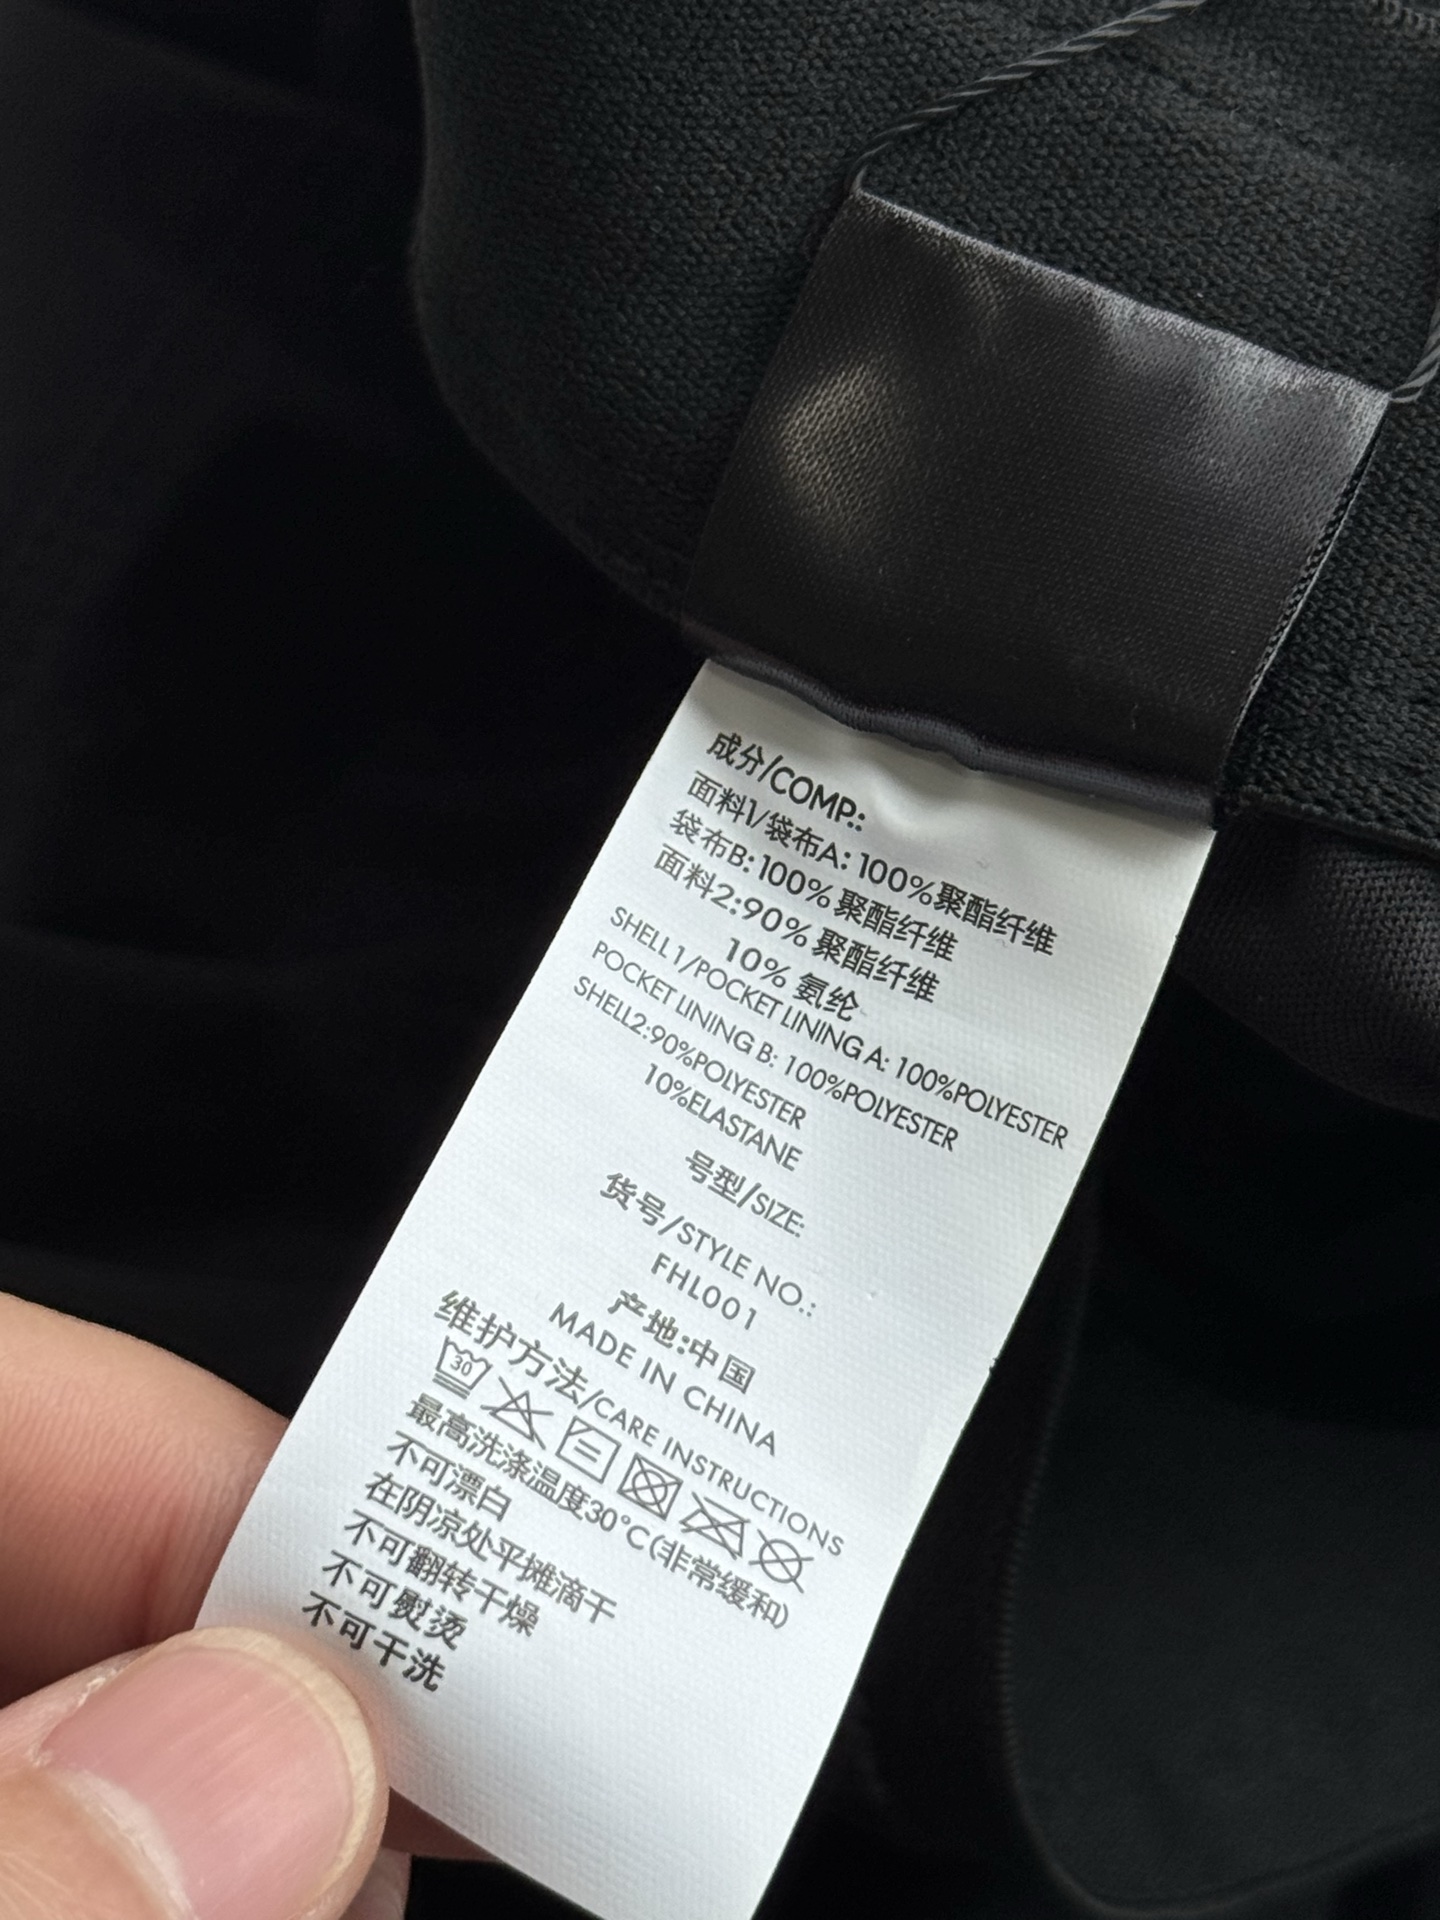 成分/COMP.:
面料1/袋布A: 100%聚酯纤维
袋布B: 100% 聚酯纤维
面料2:90% 聚酯纤维
10% 氨纶
SHELL 1/POCKET LINING A: 100%POLYESTER
POCKET LINING B: 100%POLYESTER
SHELL2:90%POLYESTER
10%ELASTANE
号型/SIZE:
货号/STYLE NO.:
FHL001
产地:中国
MADE IN CHINA
维护方法/CARE INSTRUCTIONS
30
最高洗涤温度30°C(非常缓和)
不可漂白
在阴凉处平摊滴干
不可翻转干燥
不可熨烫
不可干洗